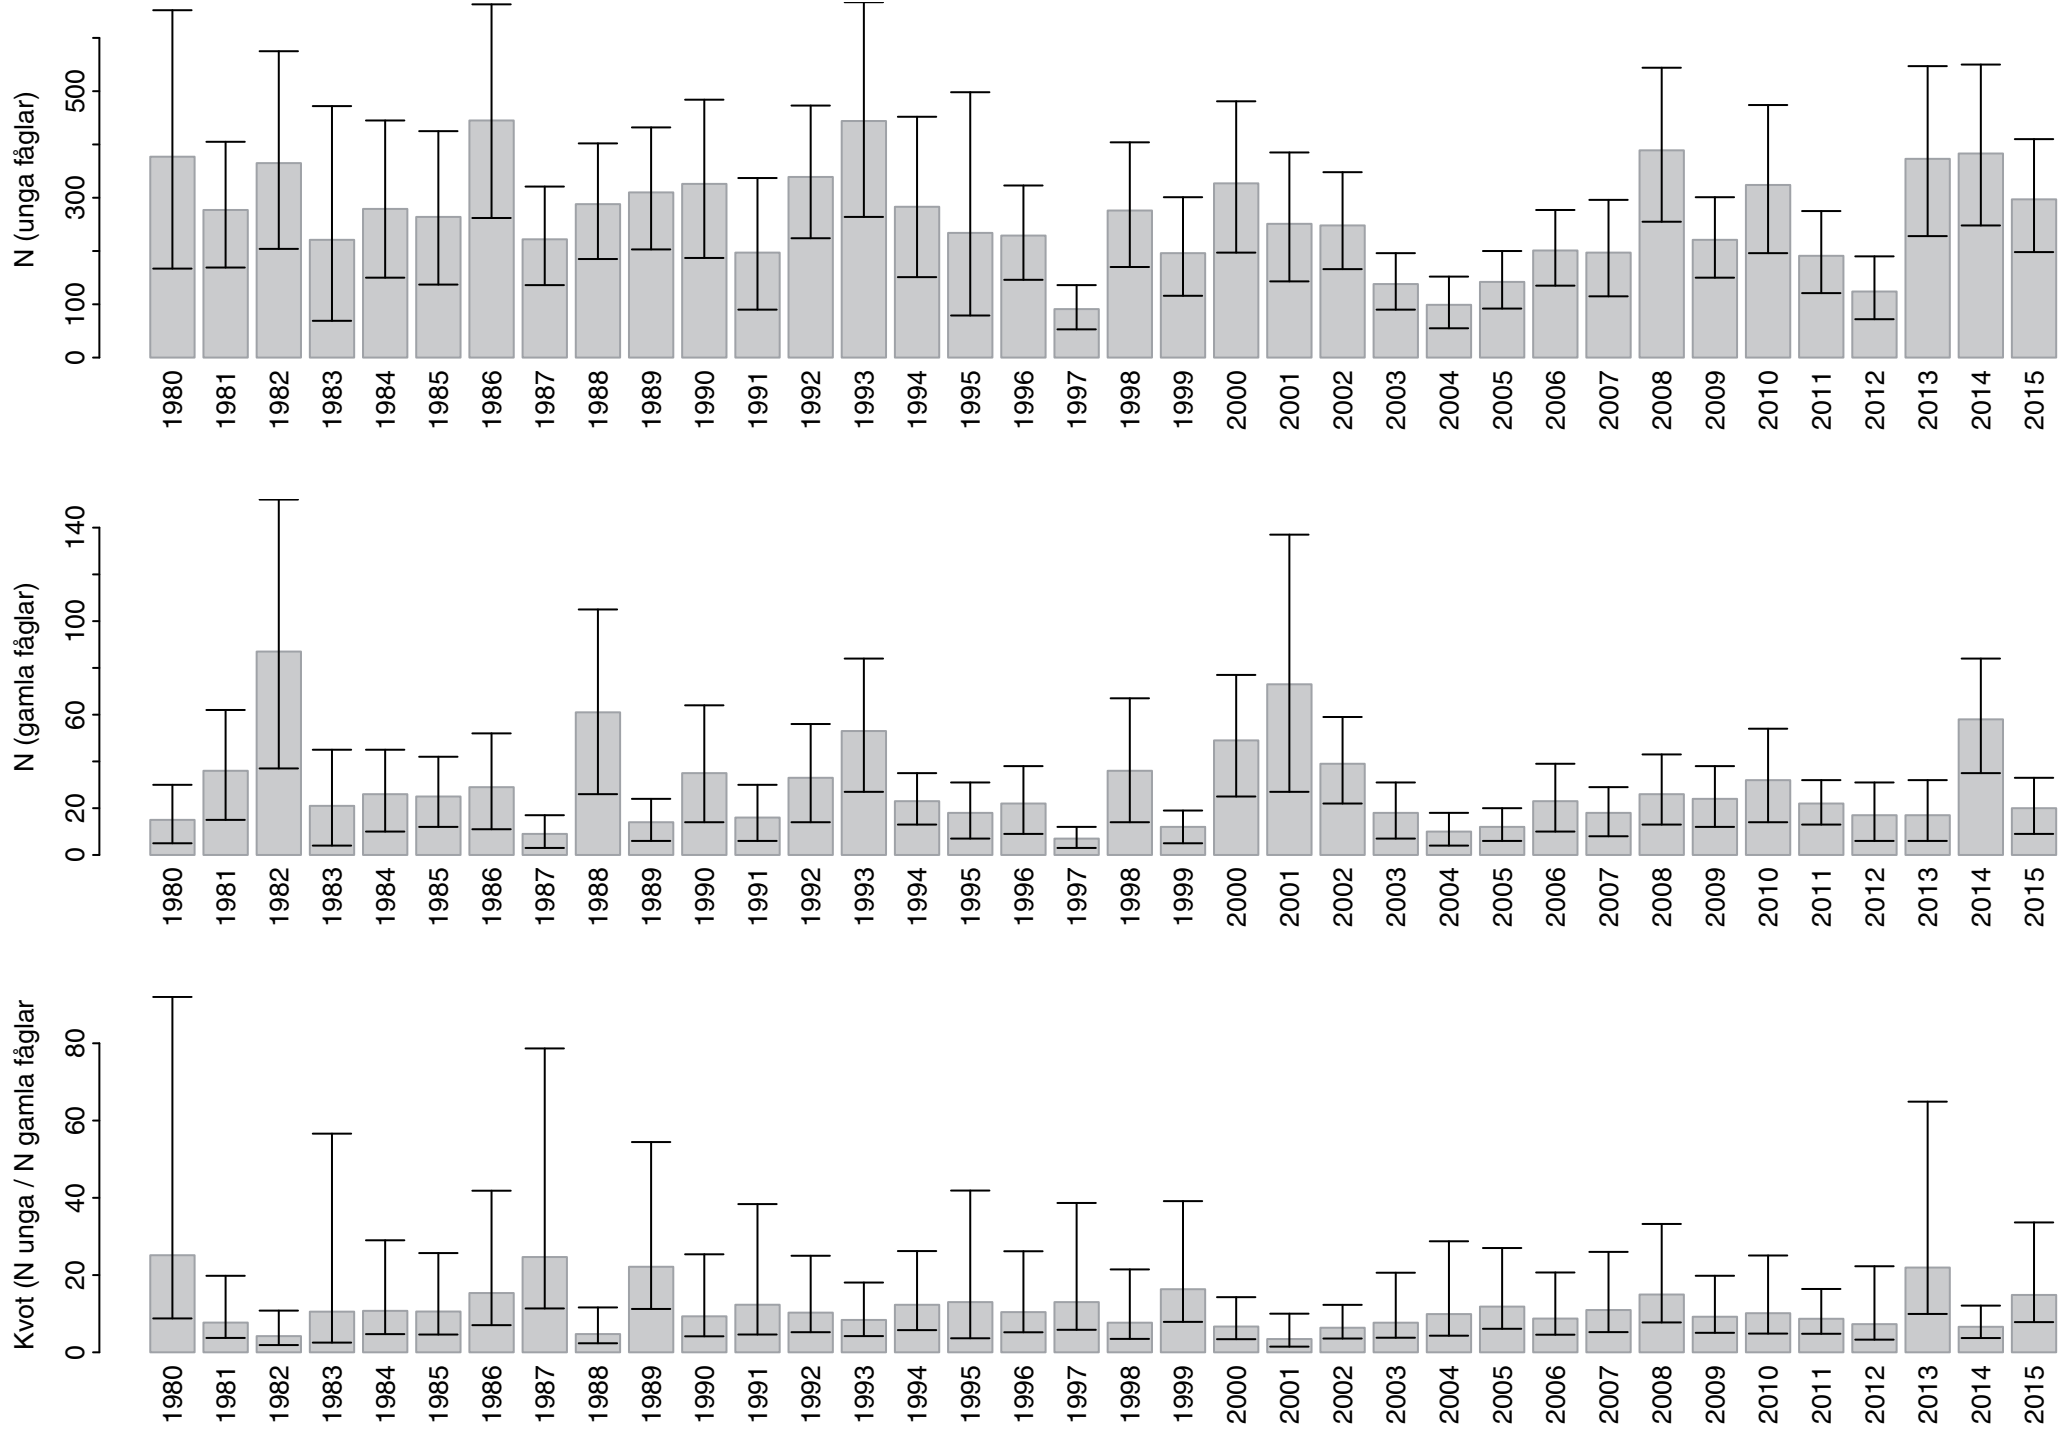 N (unga fåglar)
0 100 300 500
1980 1981 1982 1983 1984 1985 1986 1987 1988 1989 1990 1991 1992 1993 1994 1995 1996 1997 1998 1999 2000 2001 2002 2003 2004 2005 2006 2007 2008 2009 2010 2011 2012 2013 2014 2015
N (gamla fåglar)
0 20 60 100 140
1980 1981 1982 1983 1984 1985 1986 1987 1988 1989 1990 1991 1992 1993 1994 1995 1996 1997 1998 1999 2000 2001 2002 2003 2004 2005 2006 2007 2008 2009 2010 2011 2012 2013 2014 2015
Kvot (N unga / N gamla fåglar
0 20 40 60 80
1980 1981 1982 1983 1984 1985 1986 1987 1988 1989 1990 1991 1992 1993 1994 1995 1996 1997 1998 1999 2000 2001 2002 2003 2004 2005 2006 2007 2008 2009 2010 2011 2012 2013 2014 2015